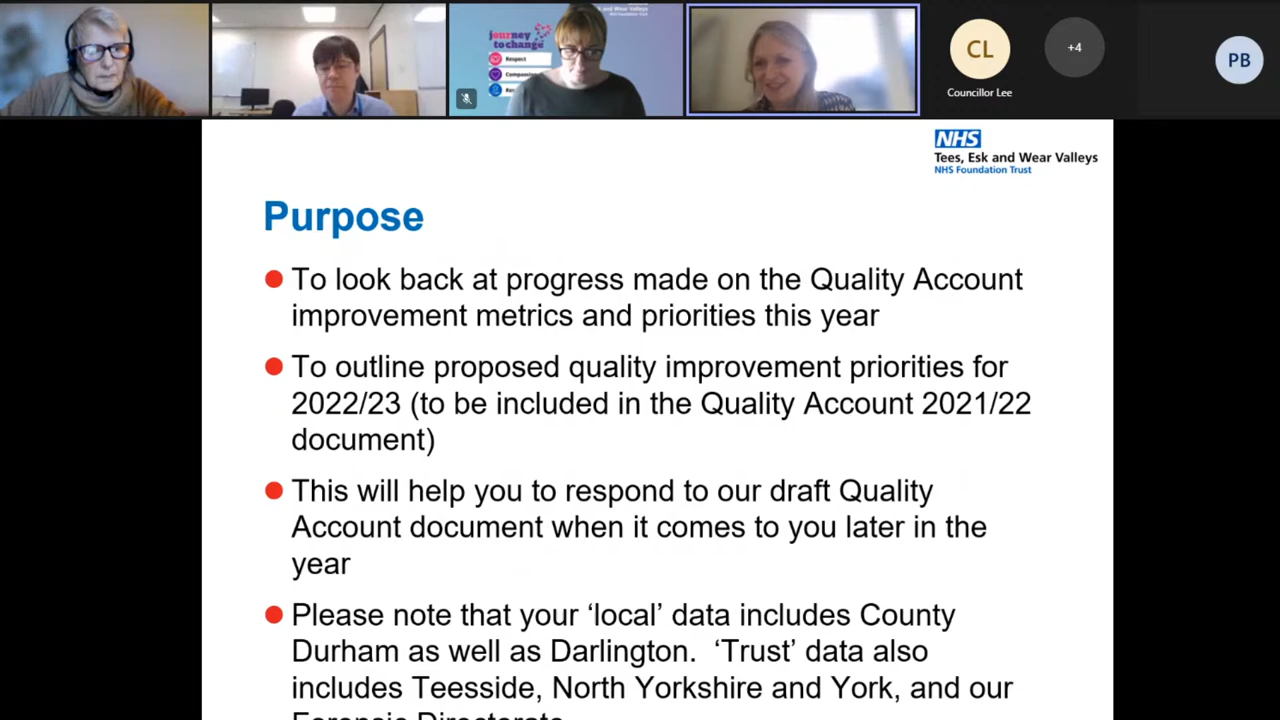 journey
to change
Respect
CL
+4
PB
Councillor Lee
NHS
Tees, Esk and Wear Valleys
NHS Foundation Trust
Purpose
To look back at progress made on the Quality Account
improvement metrics and priorities this year
To outline proposed quality improvement priorities for
2022/23 (to be included in the Quality Account 2021/22
document)
This will help you to respond to our draft Quality
Account document when it comes to you later in the
year
Please note that your ‘local’ data includes County
Durham as well as Darlington. ‘Trust’ data also
includes Teesside, North Yorkshire and York, and our
Forensic Directorate